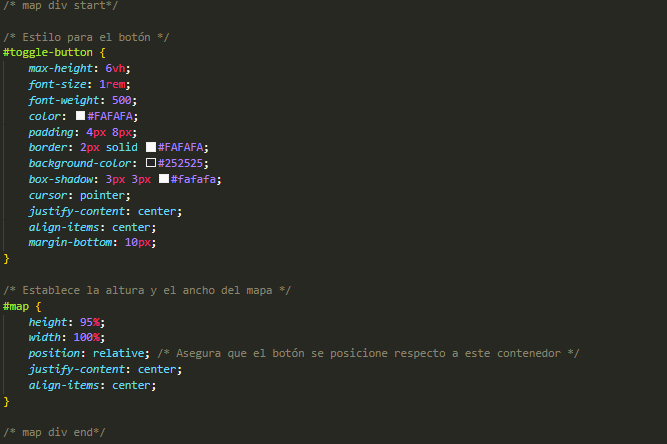 /* map div start*/
/* Estilo para el botón */
#toggle-button {
max-height: 6vh;
font-size: 1rem;
font-weight: 500;
color: #FAFAFA;
padding: 4px 8px;
border: 2px solid #FAFAFA;
background-color: #252525;
box-shadow: 3px 3px #fafafa;
cursor: pointer;
justify-content: center;
align-items: center;
margin-bottom: 10px;
}
/* Establece la altura y el ancho del mapa */
#map {
height: 95%;
width: 100%;
position: relative; /* Asegura que el botón se posicione respecto a este contenedor */
justify-content: center;
align-items: center;
}
/* map div end*/